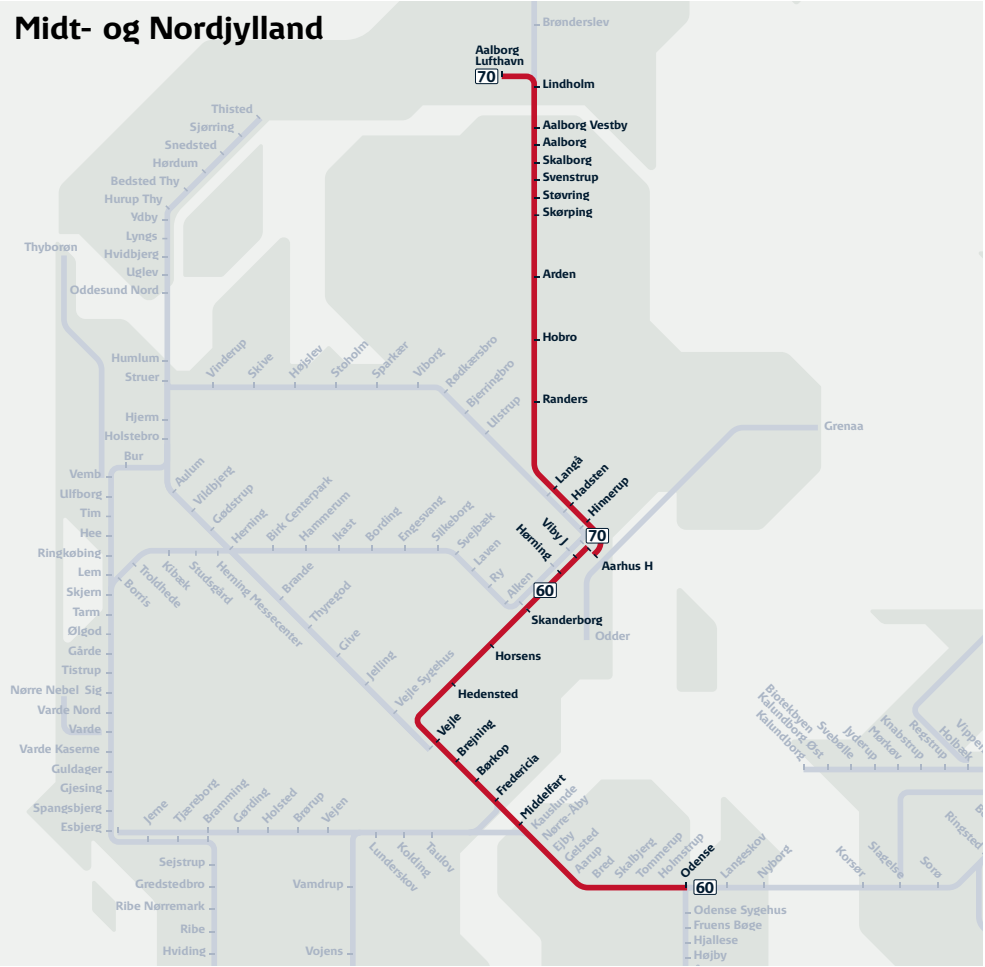 Midt- og Nordjylland
Brønderslev
Aalborg
Lufthavn
70
Lindholm
Thisted
Aalborg Vestby
Sjørring
Aalborg
Snedsted
Skalborg
Hørdum
Svenstrup
Bedsted Thy
Støvring
Hurup Thy
Skørping
Ydby
Lyngs
Thyborøn
Hvidbjerg
Uglev
Arden
Oddesund Nord
Hobro
Humlum
Struer
Vinderup
Skive
Højslev
Stoholm
Sparkær
Viborg
Rødkærsbro
Bjerringbro
Ulstrup
Randers
Hjerm
Holstebro
Bur
Grenaa
Langå
Hadsten
Hinnerup
Vemb
Ulfborg
Tim
Hee
Ringkøbing
Lem
Skjern
Tarm
Ølgod
Gårde
Tistrup
Nørre Nebel
Sig
Varde Nord
Varde
Varde Kaserne
Guldager
Gjesing
Spangsbjerg
Esbjerg
Aulum
Vildbjerg
Gødstrup
Herning
Birk Centerpark
Hammerum
Ikast
Bording
Engesvang
Silkeborg
Svejbæk
Laven
Ry
Alken
Viby J
Hørning
70
Aarhus H
60
Skanderborg
Odder
Borris
Troldhede
Kibæk
Studsgård
Herning Messecenter
Brande
Thyregod
Give
Jelling
Vejle Sygehus
Horsens
Hedensted
Vejle
Brejning
Børkop
Fredericia
Middelfart
Kauslunde
Nørre-Aby
Ejby
Gelsted
Aarup
Bred
Skalbjerg
Tommerup
Holmstrup
Odense
60
Langeskov
Nyborg
Korsør
Slagelse
Sorø
Ringsted
Biotekbyen
Kalundborg Øst
Kalundborg
Svebølle
Jyderup
Mørkøv
Knabstrup
Regstrup
Holbæk
Vipper
Jerne
Tjæreborg
Bramming
Gørding
Holsted
Brørup
Vejen
Lunderskov
Kolding
Taulov
Sejstrup
Gredstedbro
Ribe Nørremark
Ribe
Hviding
Vamdrup
Vojens
Odense Sygehus
Fruens Bøge
Hjallese
Højby